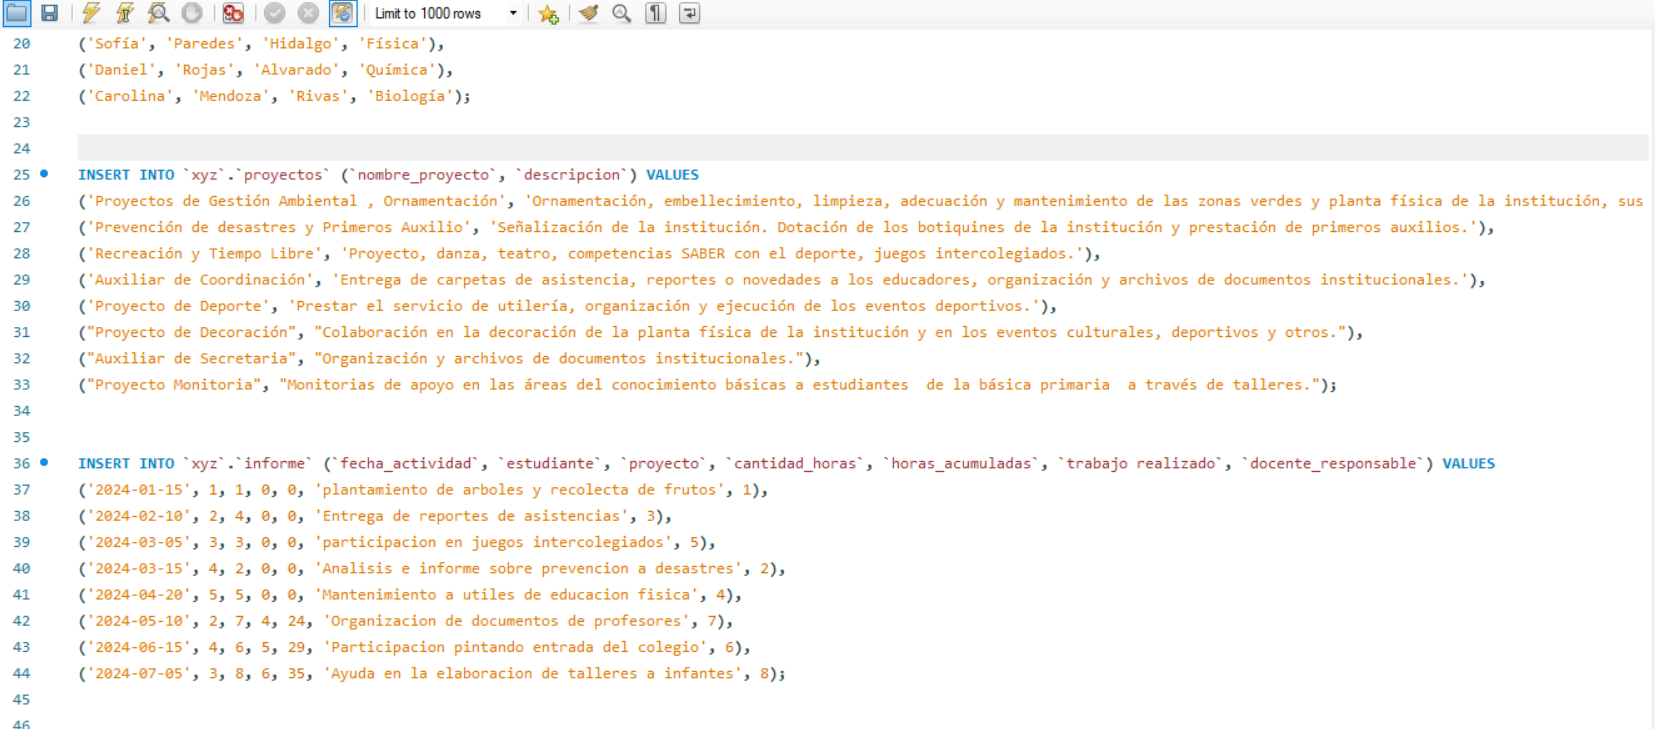 Limit to 1000 rows
20 ('Sofía', 'Paredes', 'Hidalgo', 'Física'),
21 ('Daniel', 'Rojas', 'Alvarado', 'Química'),
22 ('Carolina', 'Mendoza', 'Rivas', 'Biología');
23
24
25 INSERT INTO `xyz`.`proyectos` (`nombre_proyecto`, `descripcion`) VALUES
26 ('Proyectos de Gestión Ambiental , Ornamentación', 'Ornamentación, embellecimiento, limpieza, adecuación y mantenimiento de las zonas verdes y planta física de la institución, sus
27 ('Prevención de desastres y Primeros Auxilio', 'Señalización de la institución. Dotación de los botiquines de la institución y prestación de primeros auxilios.'),
28 ('Recreación y Tiempo Libre', 'Proyecto, danza, teatro, competencias SABER con el deporte, juegos intercolegiados.'),
29 ('Auxiliar de Coordinación', 'Entrega de carpetas de asistencia, reportes o novedades a los educadores, organización y archivos de documentos institucionales.'),
30 ('Proyecto de Deporte', 'Prestar el servicio de utilería, organización y ejecución de los eventos deportivos.'),
31 ("Proyecto de Decoración", "Colaboración en la decoración de la planta física de la institución y en los eventos culturales, deportivos y otros."),
32 ("Auxiliar de Secretaria", "Organización y archivos de documentos institucionales."),
33 ("Proyecto Monitoria", "Monitorias de apoyo en las áreas del conocimiento básicas a estudiantes  de la básica primaria  a través de talleres.");
34
35
36 INSERT INTO `xyz`.`informe` (`fecha_actividad`, `estudiante`, `proyecto`, `cantidad_horas`, `horas_acumuladas`, `trabajo realizado`, `docente_responsable`) VALUES
37 ('2024-01-15', 1, 1, 0, 0, 'plantamiento de arboles y recolecta de frutos', 1),
38 ('2024-02-10', 2, 4, 0, 0, 'Entrega de reportes de asistencias', 3),
39 ('2024-03-05', 3, 3, 0, 0, 'participacion en juegos intercolegiados', 5),
40 ('2024-03-15', 4, 2, 0, 0, 'Analisis e informe sobre prevencion a desastres', 2),
41 ('2024-04-20', 5, 5, 0, 0, 'Mantenimiento a utiles de educacion fisica', 4),
42 ('2024-05-10', 2, 7, 4, 24, 'Organizacion de documentos de profesores', 7),
43 ('2024-06-15', 4, 6, 5, 29, 'Participacion pintando entrada del colegio', 6),
44 ('2024-07-05', 3, 8, 6, 35, 'Ayuda en la elaboracion de talleres a infantes', 8);
45
46